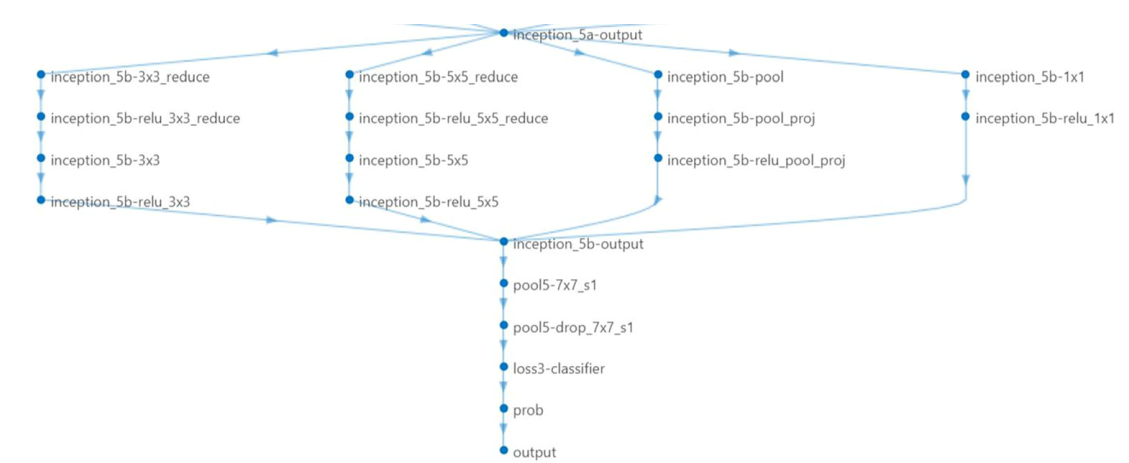 inception_5a-output
inception_5b-3x3_reduce
inception_5b-5x5_reduce
inception_5b-pool
inception_5b-1x1
inception_5b-relu_3x3_reduce
inception_5b-relu_5x5_reduce
inception_5b-pool_proj
inception_5b-relu_1x1
inception_5b-3x3
inception_5b-5x5
inception_5b-relu_pool_proj
inception_5b-relu_3x3
inception_5b-relu_5x5
inception_5b-output
pool5-7x7_s1
pool5-drop_7x7_s1
loss3-classifier
prob
output